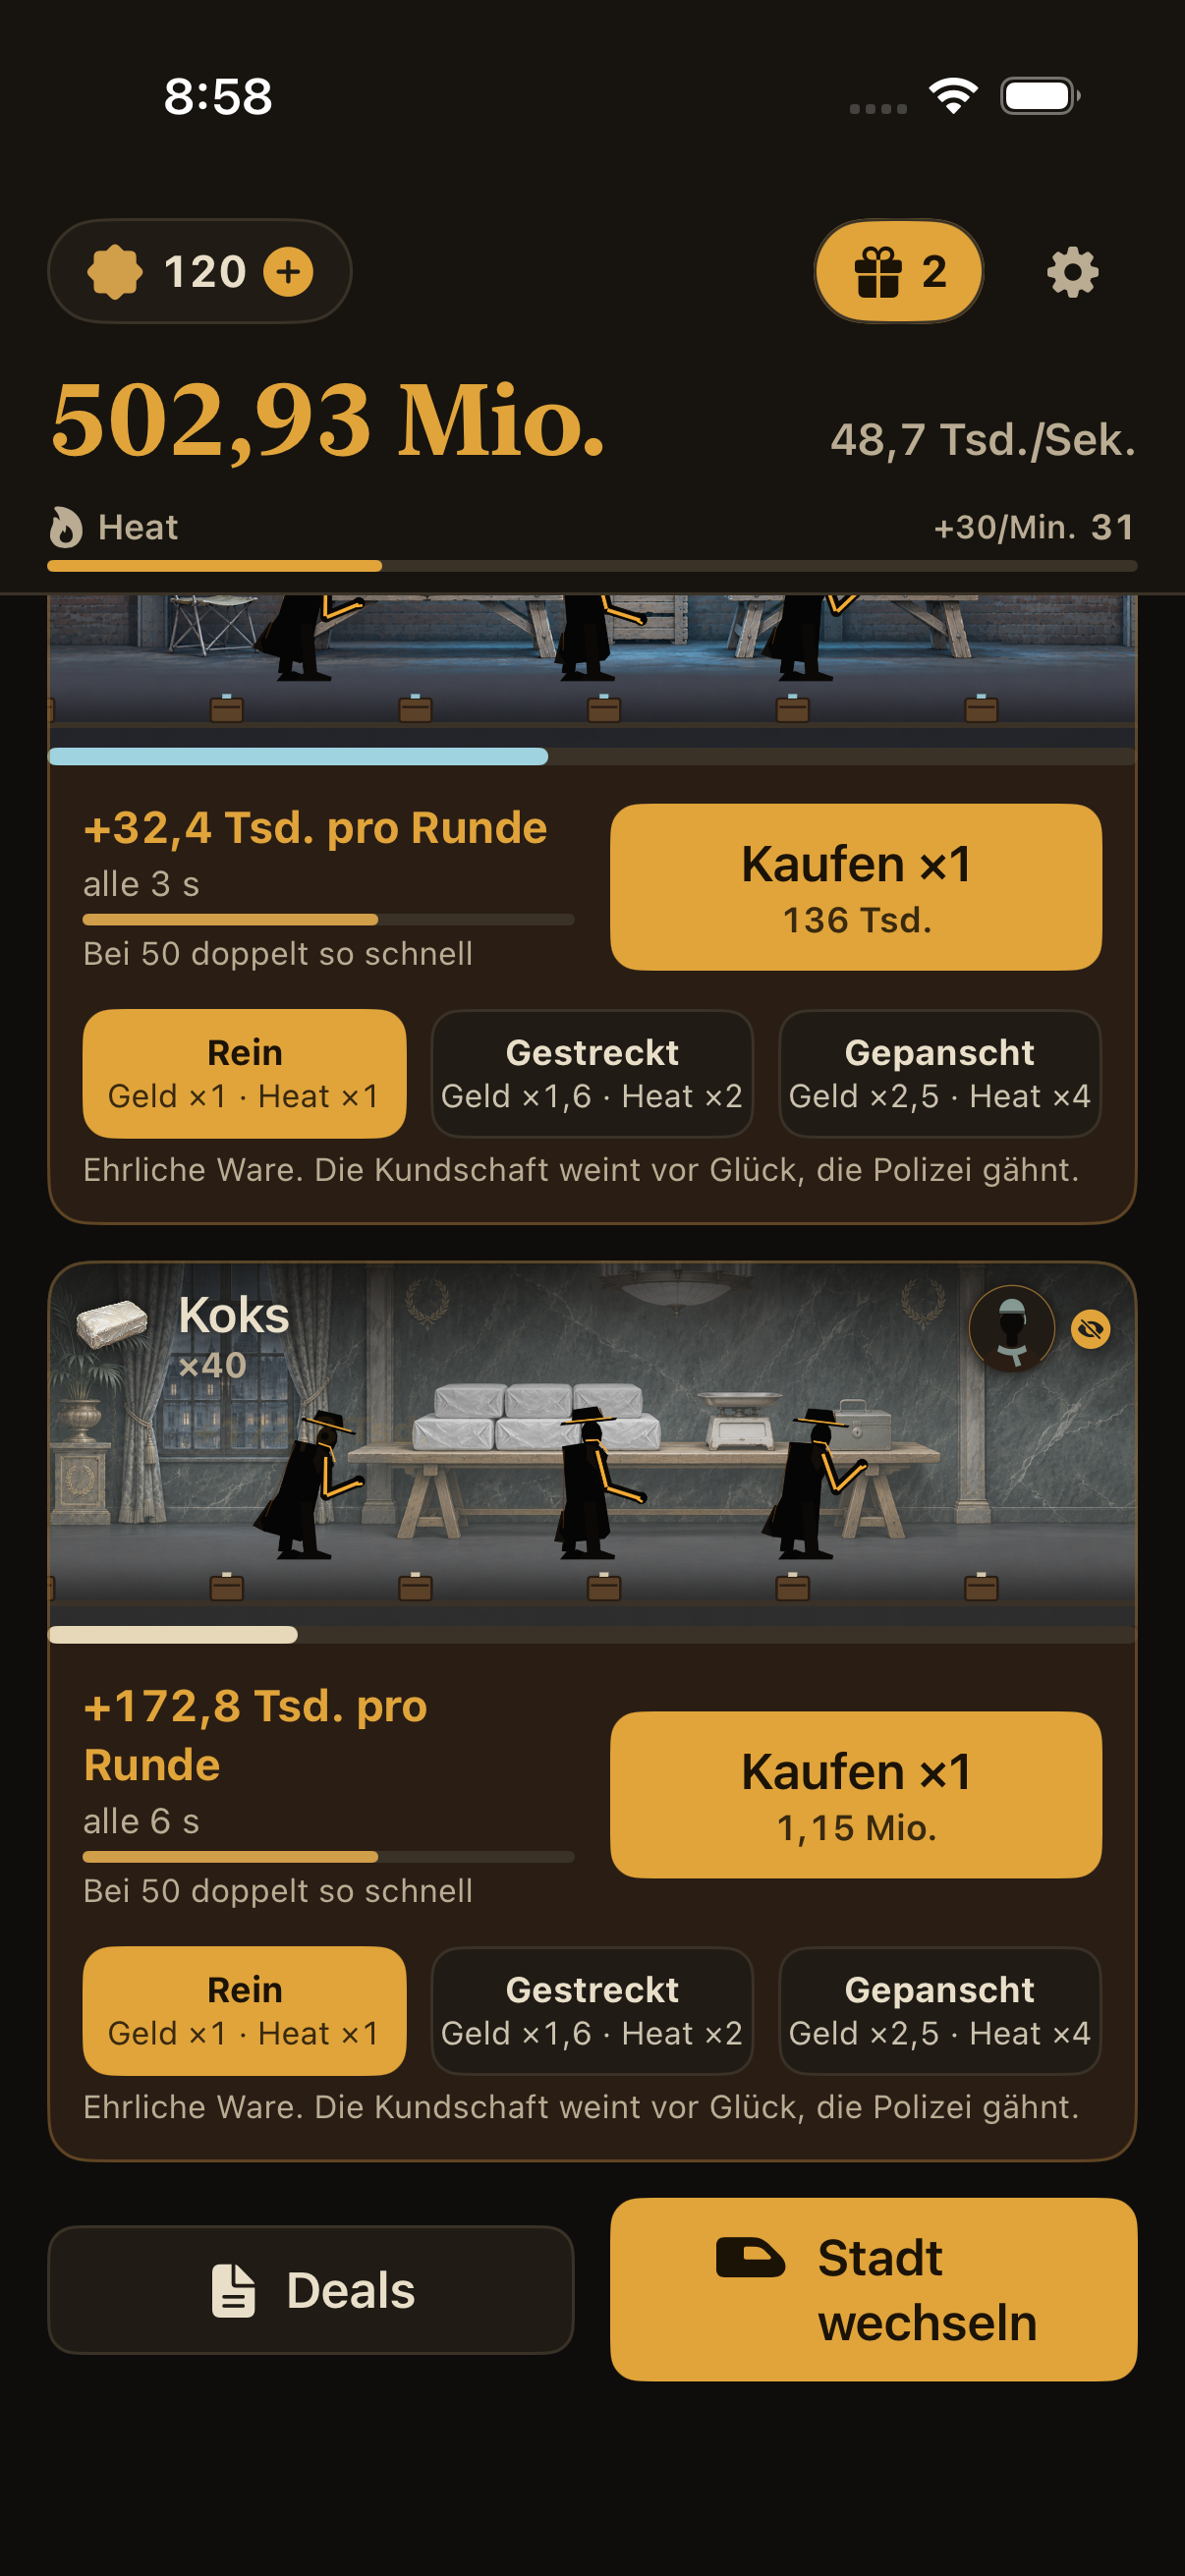 8:58
120
2
502,93 Mio.
48,7 Tsd./Sek.
Heat
+30/Min. 31
+32,4 Tsd. pro Runde
alle 3 s
Bei 50 doppelt so schnell
Kaufen ×1
136 Tsd.
Rein
Geld ×1 · Heat ×1
Gestreckt
Geld ×1,6 · Heat ×2
Gepanscht
Geld ×2,5 · Heat ×4
Ehrliche Ware. Die Kundschaft weint vor Glück, die Polizei gähnt.
Koks
×40
+172,8 Tsd. pro
Runde
alle 6 s
Bei 50 doppelt so schnell
Kaufen ×1
1,15 Mio.
Rein
Geld ×1 · Heat ×1
Gestreckt
Geld ×1,6 · Heat ×2
Gepanscht
Geld ×2,5 · Heat ×4
Ehrliche Ware. Die Kundschaft weint vor Glück, die Polizei gähnt.
Deals
Stadt
wechseln